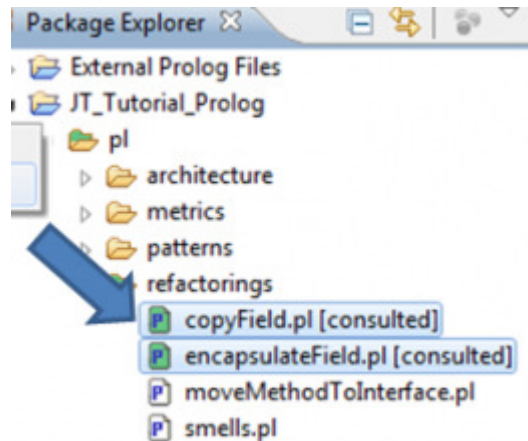 Package Explorer
External Prolog Files
JT_Tutorial_Prolog
pl
architecture
metrics
patterns
refactorings
copyField.pl [consulted]
encapsulateField.pl [consulted]
moveMethodToInterface.pl
smells.pl